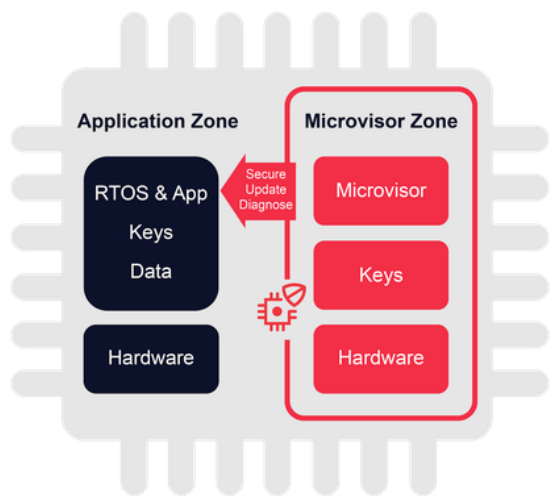 Application Zone
RTOS & App
Keys
Data
Hardware
Secure
Update
Diagnose
Microvisor Zone
Microvisor
Keys
Hardware